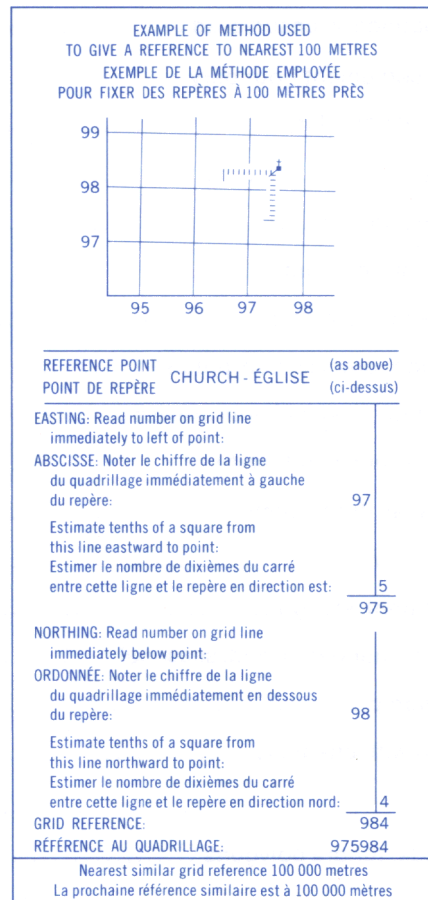 EXAMPLE OF METHOD USED
TO GIVE A REFERENCE TO NEAREST 100 METRES
EXEMPLE DE LA MÉTHODE EMPLOYÉE
POUR FIXER DES REPÈRES À 100 MÈTRES PRÈS
99
98
97
95 96 97 98
REFERENCE POINT CHURCH - ÉGLISE (as above)
POINT DE REPÈRE (ci-dessus)
EASTING: Read number on grid line
immediately to left of point:
ABSCISSE: Noter le chiffre de la ligne
du quadrillage immédiatement à gauche
du repère: 97
Estimate tenths of a square from
this line eastward to point:
Estimer le nombre de dixièmes du carré
entre cette ligne et le repère en direction est: 5
975
NORTHING: Read number on grid line
immediately below point:
ORDONNÉE: Noter le chiffre de la ligne
du quadrillage immédiatement en dessous
du repère: 98
Estimate tenths of a square from
this line northward to point:
Estimer le nombre de dixièmes du carré
entre cette ligne et le repère en direction nord: 4
GRID REFERENCE: 984
RÉFÉRENCE AU QUADRILLAGE: 975984
Nearest similar grid reference 100 000 metres
La prochaine référence similaire est à 100 000 mètres